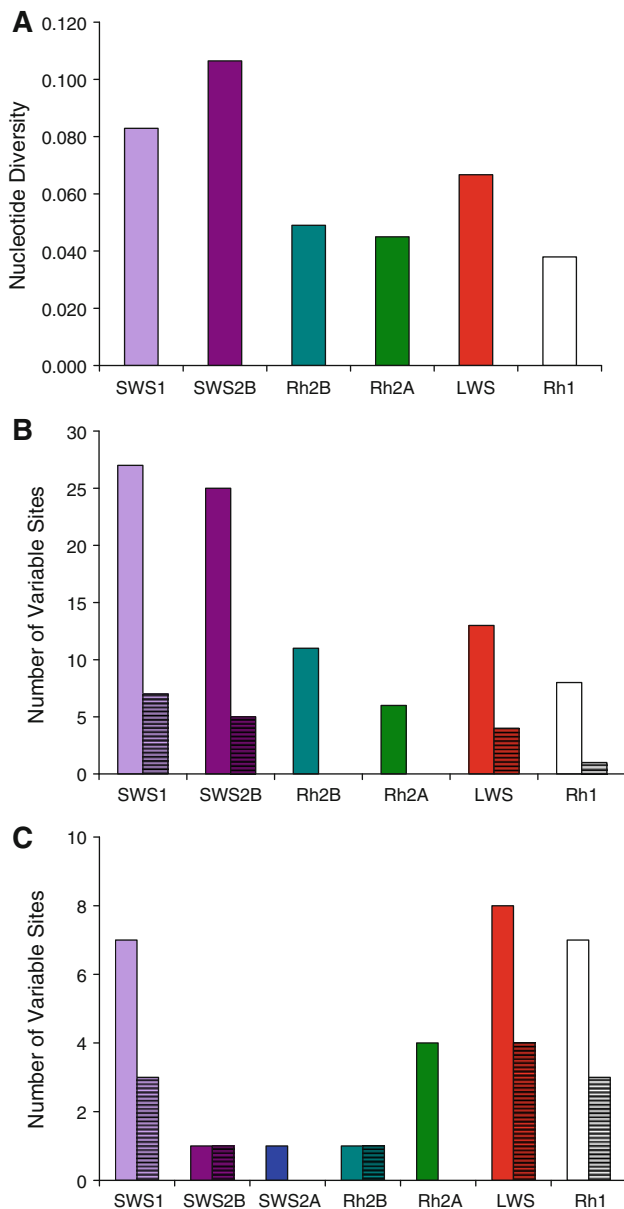 A
Nucleotide Diversity
0.120
0.100
0.080
0.060
0.040
0.020
0.000
SWS1 SWS2B Rh2B Rh2A LWS Rh1
B
Number of Variable Sites
30
25
20
15
10
5
0
SWS1 SWS2B Rh2B Rh2A LWS Rh1
C
Number of Variable Sites
10
8
6
4
2
0
SWS1 SWS2B SWS2A Rh2B Rh2A LWS Rh1